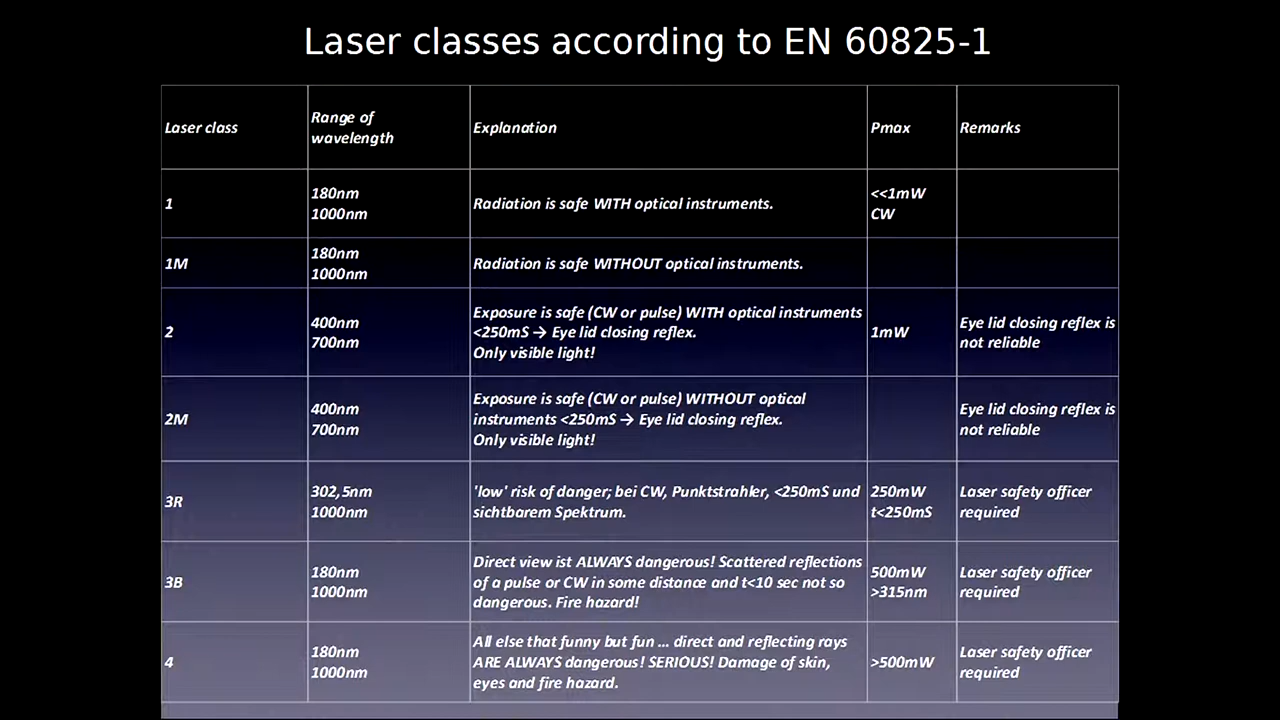 Laser classes according to EN 60825-1
Laser class
Range of
wavelength
Explanation
Pmax
Remarks
1
180nm
1000nm
Radiation is safe WITH optical instruments.
<<1mW
CW
1M
180nm
1000nm
Radiation is safe WITHOUT optical instruments.
2
400nm
700nm
Exposure is safe (CW or pulse) WITH optical instruments
<250mS → Eye lid closing reflex.
Only visible light!
1mW
Eye lid closing reflex is
not reliable
2M
400nm
700nm
Exposure is safe (CW or pulse) WITHOUT optical
instruments <250mS → Eye lid closing reflex.
Only visible light!
Eye lid closing reflex is
not reliable
3R
302,5nm
1000nm
'low' risk of danger; bei CW, Punktstrahler, <250mS und
sichtbarem Spektrum.
250mW
t<250mS
Laser safety officer
required
3B
180nm
1000nm
Direct view ist ALWAYS dangerous! Scattered reflections
of a pulse or CW in some distance and t<10 sec not so
dangerous. Fire hazard!
500mW
>315nm
Laser safety officer
required
4
180nm
1000nm
All else that funny but fun ... direct and reflecting rays
ARE ALWAYS dangerous! SERIOUS! Damage of skin,
eyes and fire hazard.
>500mW
Laser safety officer
required